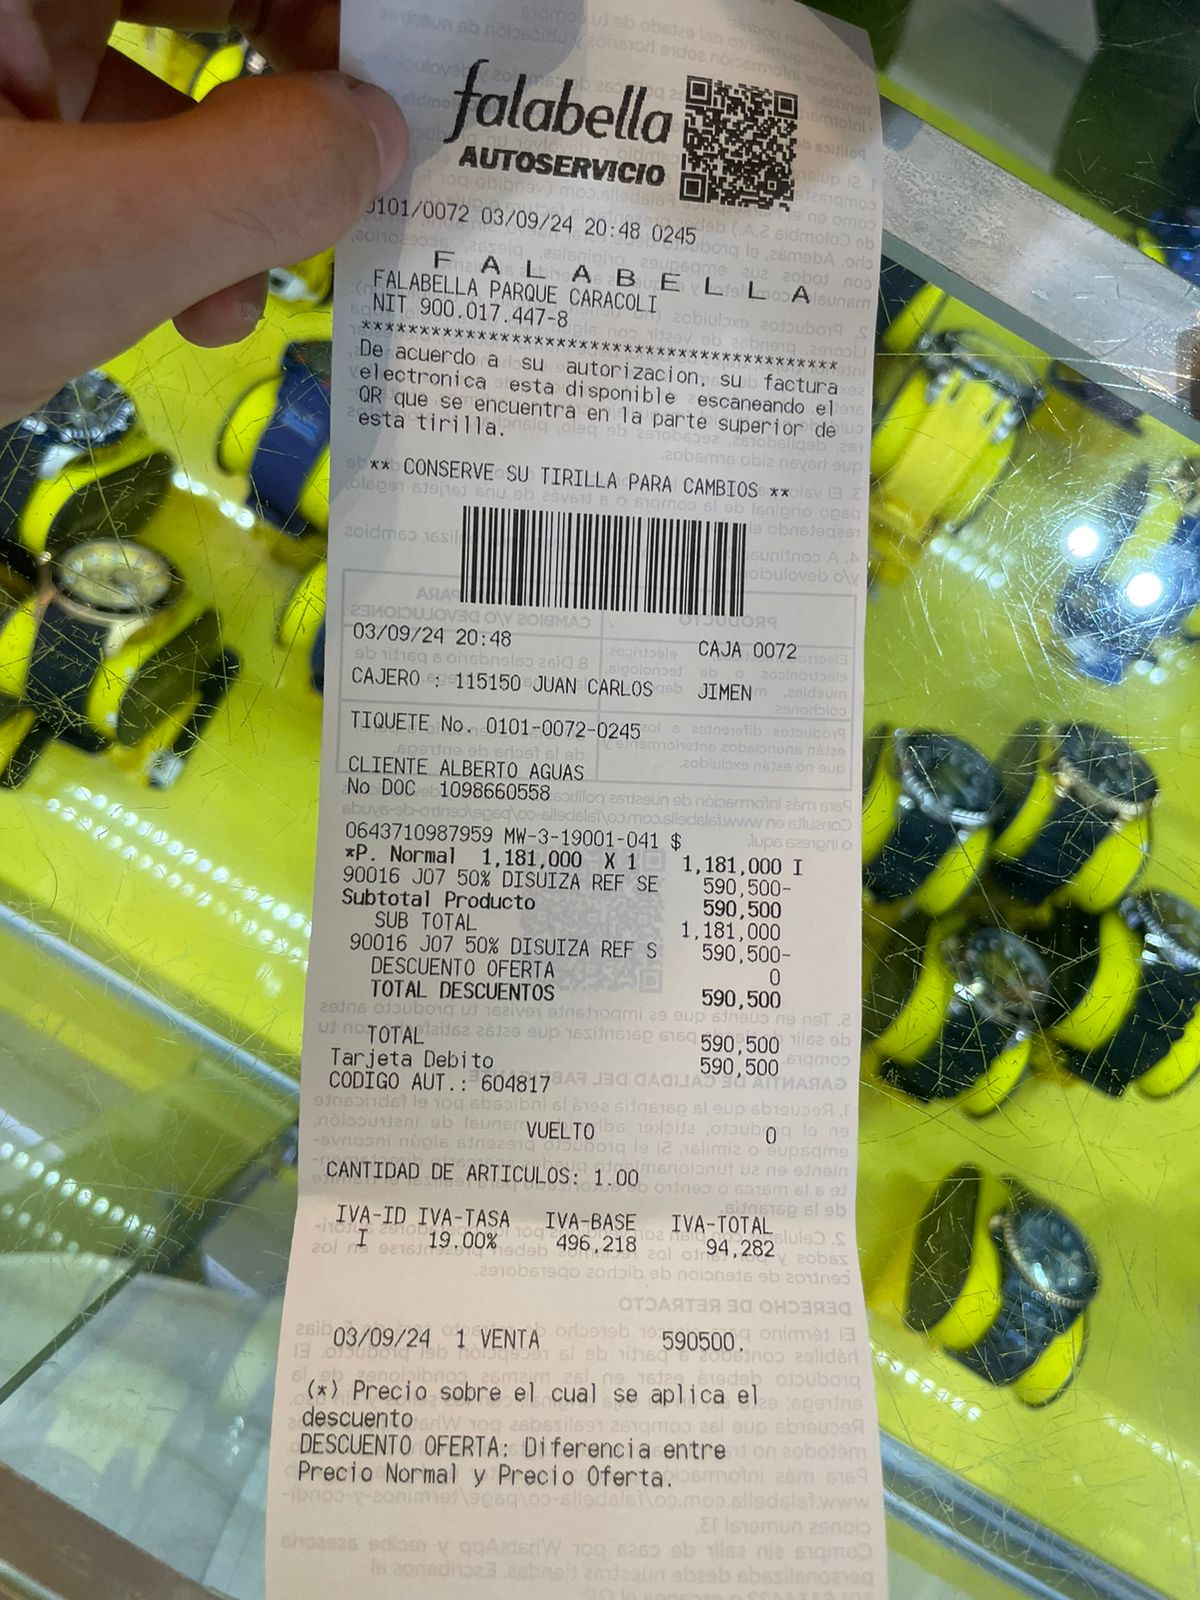 falabella
AUTOSERVICIO
0101/0072 03/09/24 20:48 0245
F A L A B E L L A
FALABELLA PARQUE CARACOLI
NIT 900.017.447-8
******************************************
De acuerdo a su autorizacion, su factura
electronica esta disponible escaneando el
QR que se encuentra en la parte superior de
esta tirilla.
** CONSERVE SU TIRILLA PARA CAMBIOS **
03/09/24 20:48 CAJA 0072
CAJERO : 115150 JUAN CARLOS JIMEN
TIQUETE No. 0101-0072-0245
CLIENTE ALBERTO AGUAS
No DOC 1098660558
0643710987959 MW-3-19001-041 $
*P. Normal 1,181,000 X 1 1,181,000 I
90016 J07 50% DISUIZA REF SE 590,500-
Subtotal Producto 590,500
SUB TOTAL 1,181,000
90016 J07 50% DISUIZA REF S 590,500-
DESCUENTO OFERTA 0
TOTAL DESCUENTOS 590,500
TOTAL 590,500
Tarjeta Debito 590,500
CODIGO AUT.: 604817
VUELTO 0
CANTIDAD DE ARTICULOS: 1.00
IVA-ID IVA-TASA IVA-BASE IVA-TOTAL
I 19.00% 496,218 94,282
03/09/24 1 VENTA 590500.
(*) Precio sobre el cual se aplica el
descuento
DESCUENTO OFERTA: Diferencia entre
Precio Normal y Precio Oferta.